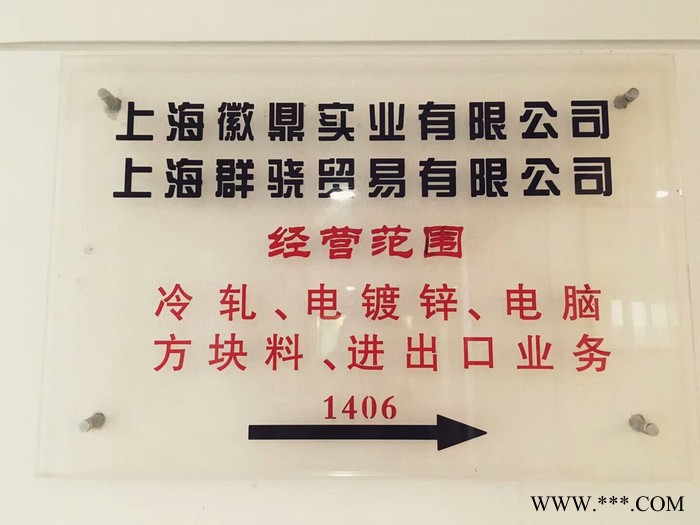 上海徽鼎实业有限公司
上海群骁贸易有限公司
经营范围
冷轧、电镀锌、电脑
方块料、进出口业务
1406
WWW.***.COM